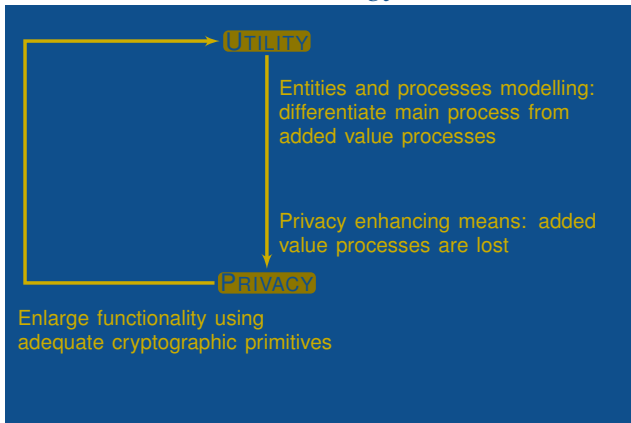 UTILITY
Entities and processes modelling:
differentiate main process from
added value processes
Privacy enhancing means: added
value processes are lost
PRIVACY
Enlarge functionality using
adequate cryptographic primitives